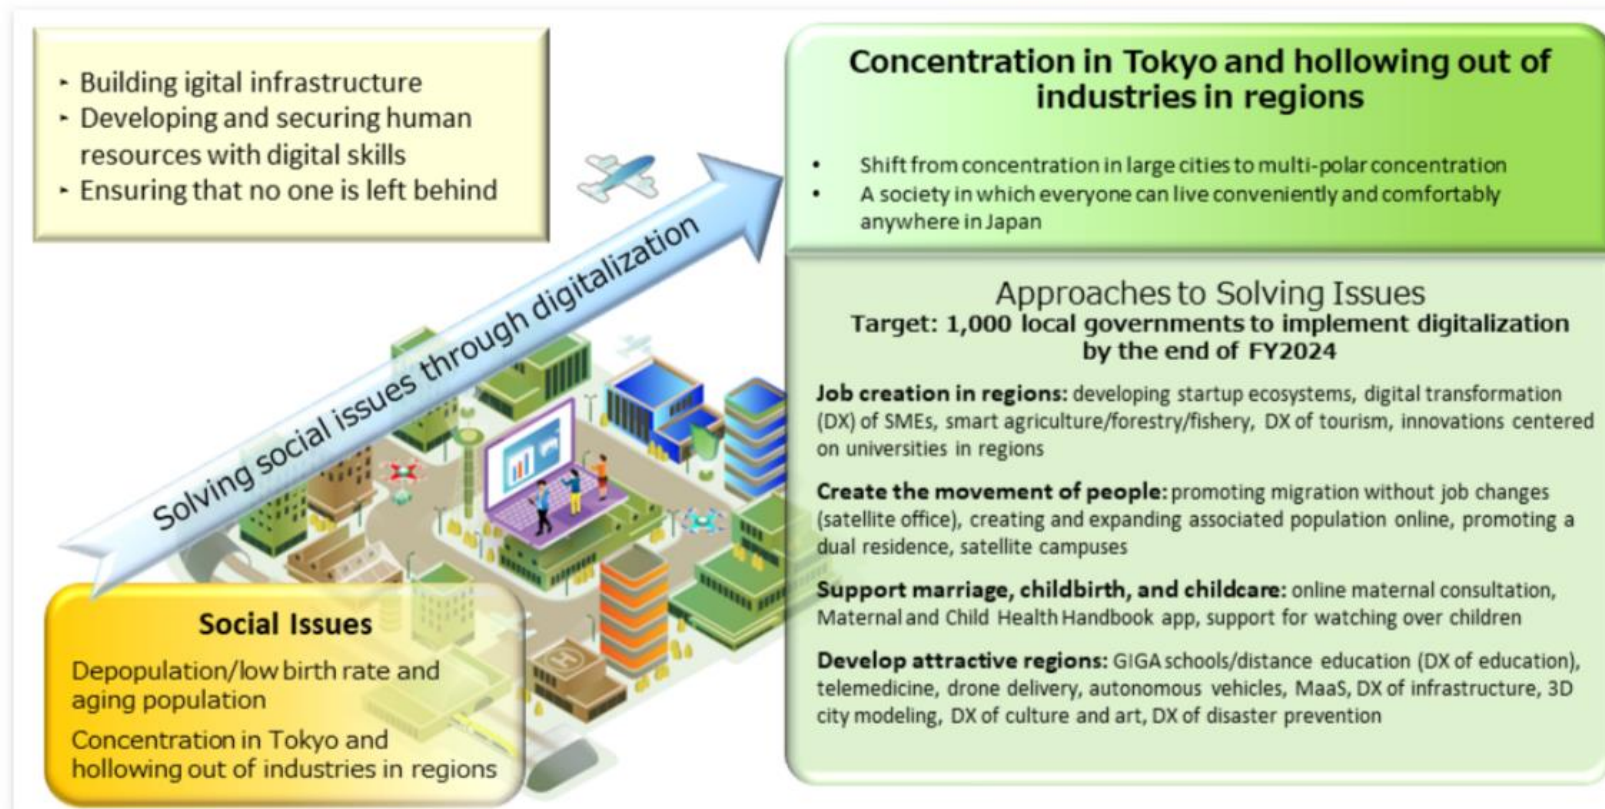 ▸ Building igital infrastructure
▸ Developing and securing human
resources with digital skills
▸ Ensuring that no one is left behind
Solving social issues through digitalization
Social Issues
Depopulation/low birth rate and
aging population
Concentration in Tokyo and
hollowing out of industries in regions
Concentration in Tokyo and hollowing out of
industries in regions
• Shift from concentration in large cities to multi-polar concentration
• A society in which everyone can live conveniently and comfortably
anywhere in Japan
Approaches to Solving Issues
Target: 1,000 local governments to implement digitalization
by the end of FY2024
Job creation in regions: developing startup ecosystems, digital transformation
(DX) of SMEs, smart agriculture/forestry/fishery, DX of tourism, innovations centered
on universities in regions
Create the movement of people: promoting migration without job changes
(satellite office), creating and expanding associated population online, promoting a
dual residence, satellite campuses
Support marriage, childbirth, and childcare: online maternal consultation,
Maternal and Child Health Handbook app, support for watching over children
Develop attractive regions: GIGA schools/distance education (DX of education),
telemedicine, drone delivery, autonomous vehicles, MaaS, DX of infrastructure, 3D
city modeling, DX of culture and art, DX of disaster prevention
H